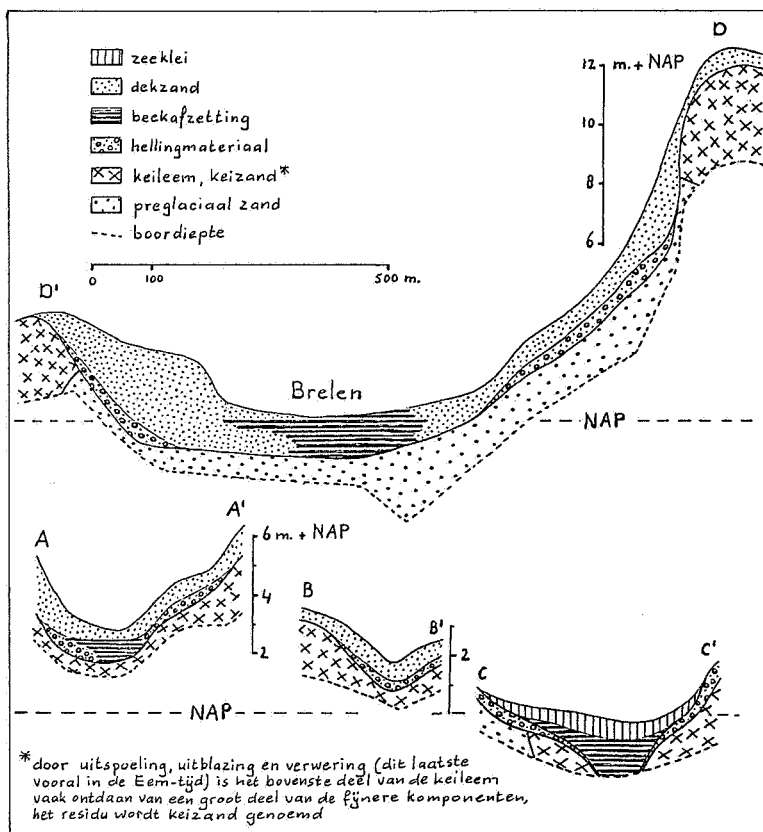 D
12 m. + NAP
10
8
6
zeeklei
dekzand
beekafzetting
hellingmateriaal
keileem, keizand*
preglaciaal zand
boordiepte
0 100 500 m.
D'
Brelen
NAP
A A'
6 m. + NAP
4
2
B B'
2
C C'
NAP
* door uitspoeling, uitblazing en verwering (dit laatste
vooral in de Eem-tijd) is het bovenste deel van de keileem
vaak ontdaan van een groot deel van de fijnere komponenten,
het residu wordt keizand genoemd